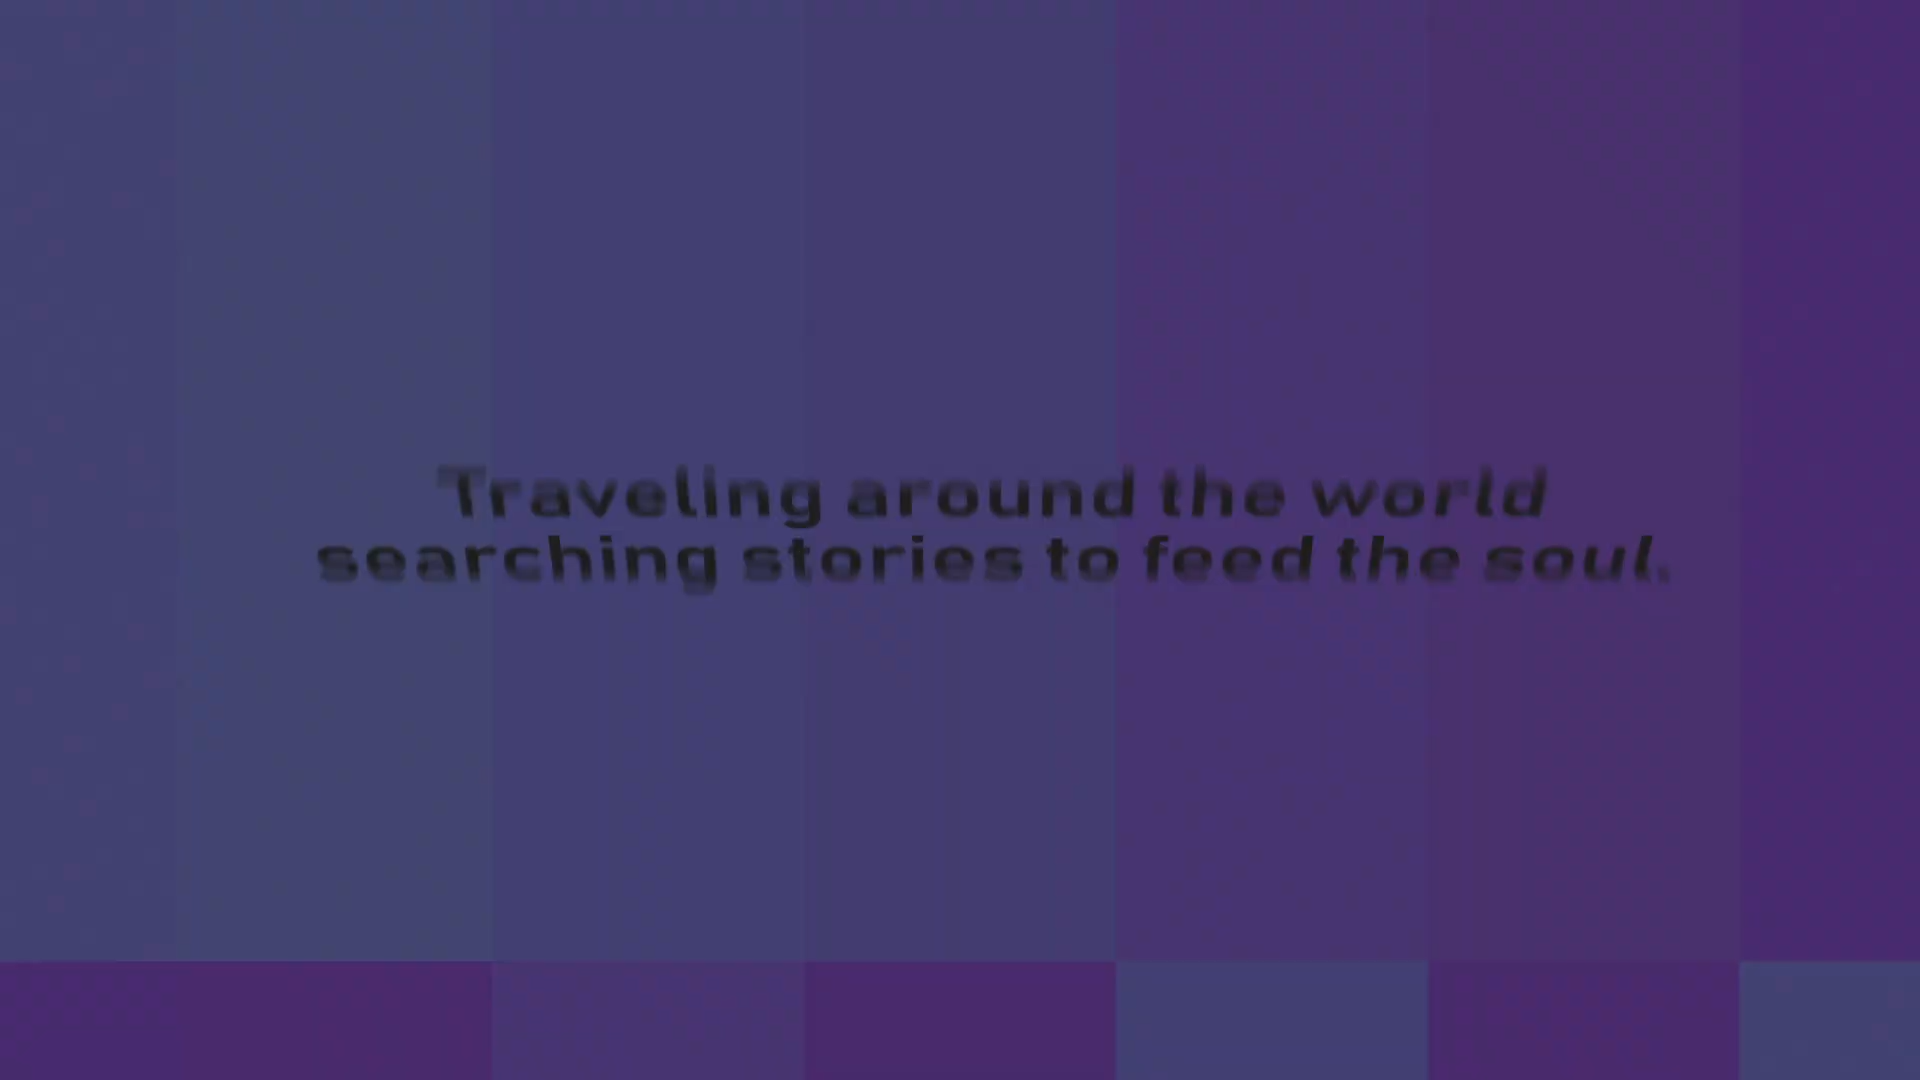 Traveling around the world
searching stories to feed the soul.